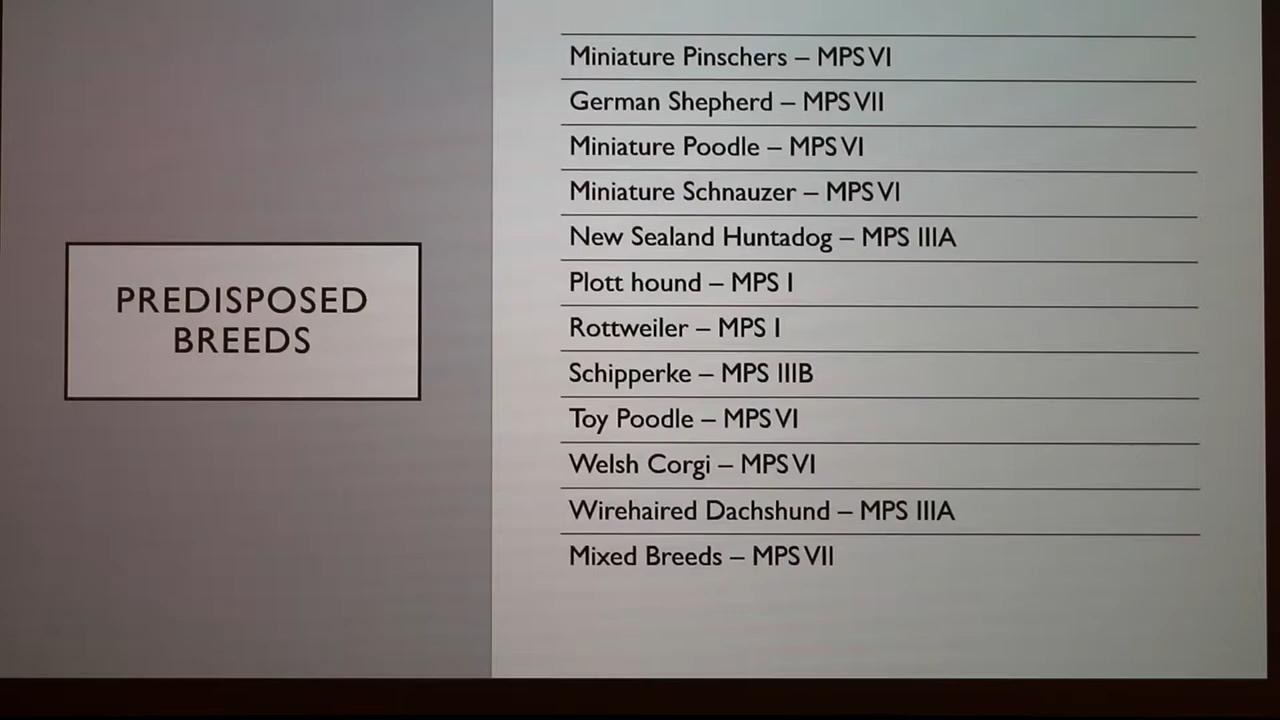 PREDISPOSED
BREEDS
Miniature Pinschers – MPS VI
German Shepherd – MPS VII
Miniature Poodle – MPS VI
Miniature Schnauzer – MPS VI
New Sealand Huntadog – MPS IIIA
Plott hound – MPS I
Rottweiler – MPS I
Schipperke – MPS IIIB
Toy Poodle – MPS VI
Welsh Corgi – MPS VI
Wirehaired Dachshund – MPS IIIA
Mixed Breeds – MPS VII